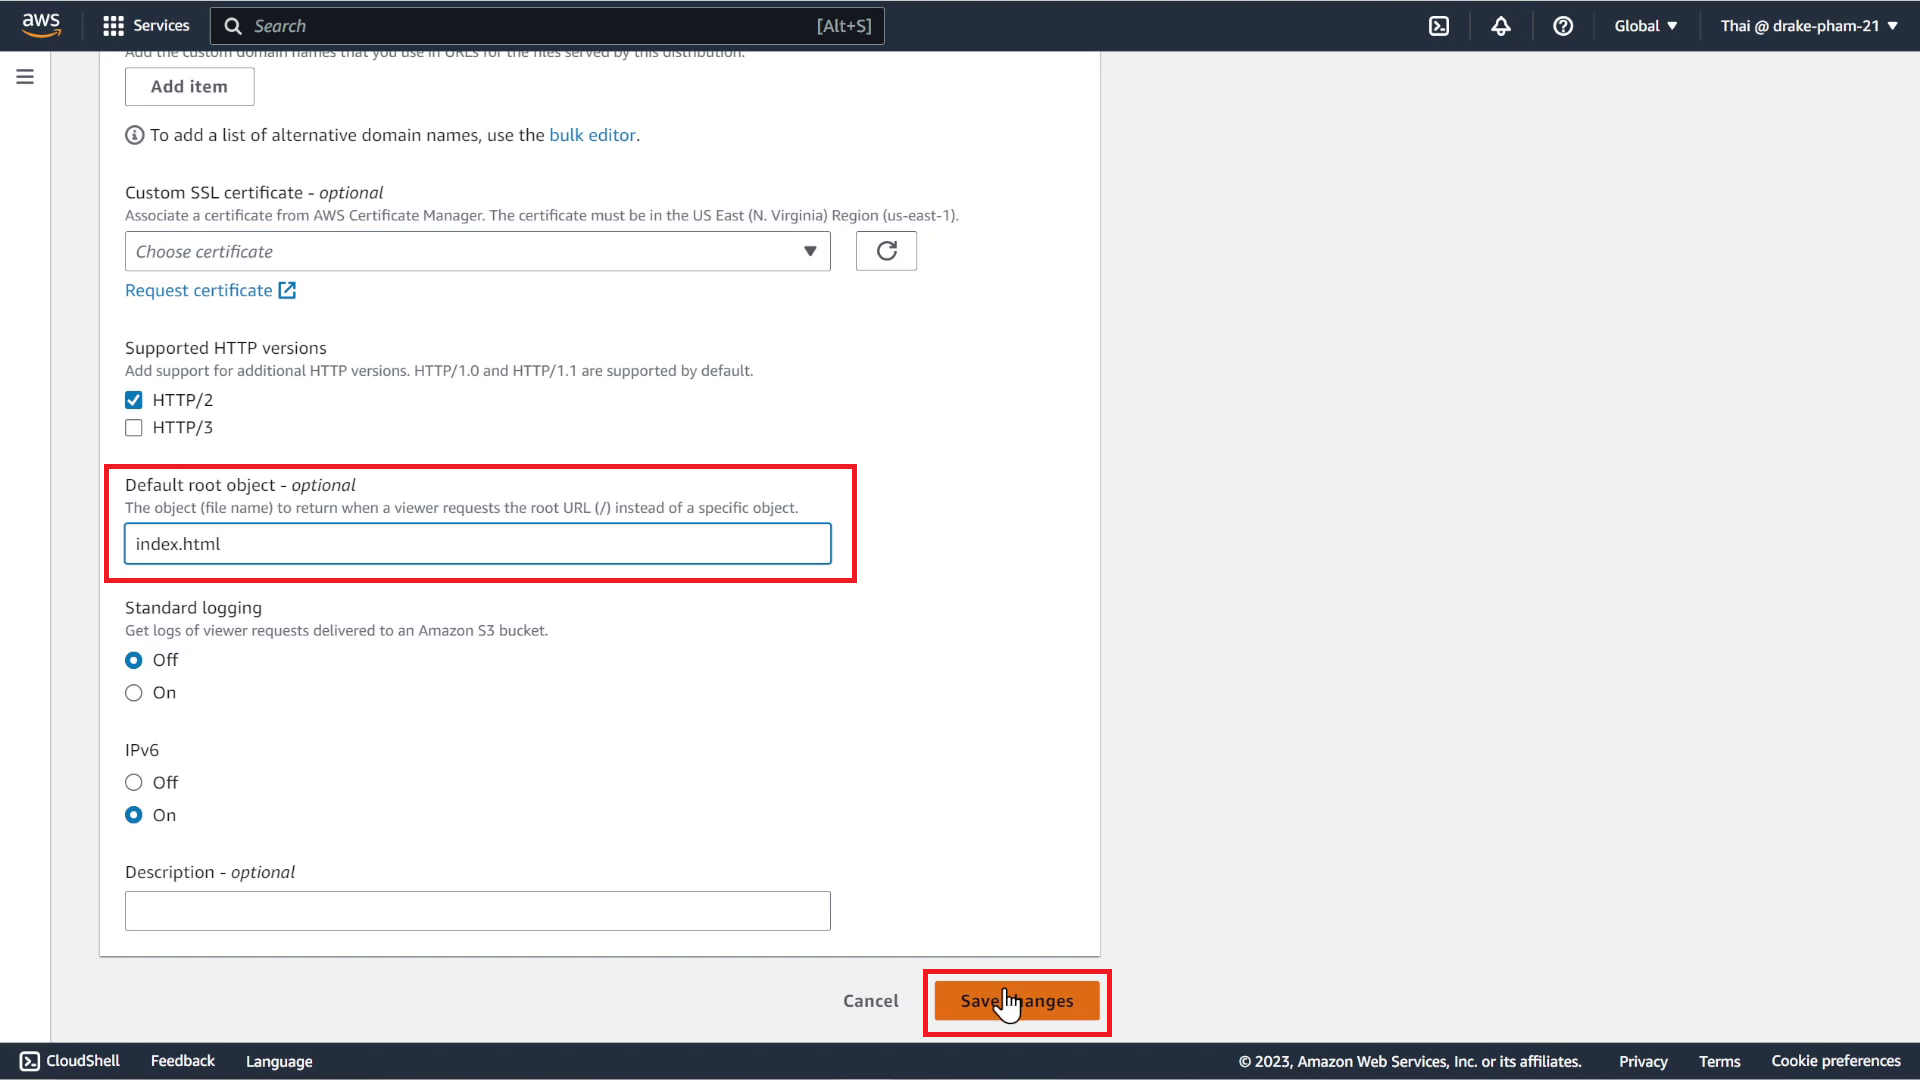 aws
Services
Search
[Alt+S]
Global
Thai @ drake-pham-21
Add the custom domain names that you use in URLs for the files served by this distribution.
Add item
To add a list of alternative domain names, use the bulk editor.
Custom SSL certificate - optional
Associate a certificate from AWS Certificate Manager. The certificate must be in the US East (N. Virginia) Region (us-east-1).
Choose certificate
Request certificate
Supported HTTP versions
Add support for additional HTTP versions. HTTP/1.0 and HTTP/1.1 are supported by default.
HTTP/2
HTTP/3
Default root object - optional
The object (file name) to return when a viewer requests the root URL (/) instead of a specific object.
index.html
Standard logging
Get logs of viewer requests delivered to an Amazon S3 bucket.
Off
On
IPv6
Off
On
Description - optional
Cancel
Save changes
CloudShell
Feedback
Language
© 2023, Amazon Web Services, Inc. or its affiliates.
Privacy
Terms
Cookie preferences